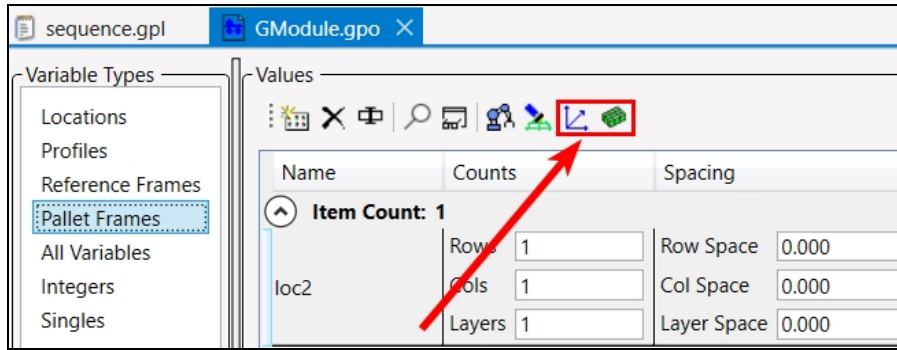 sequence.gpl
GModule.gpo
Variable Types
Locations
Profiles
Reference Frames
Pallet Frames
All Variables
Integers
Singles
Values
Name Counts Spacing
Item Count: 1
loc2
Rows 1 Row Space 0.000
Cols 1 Col Space 0.000
Layers 1 Layer Space 0.000